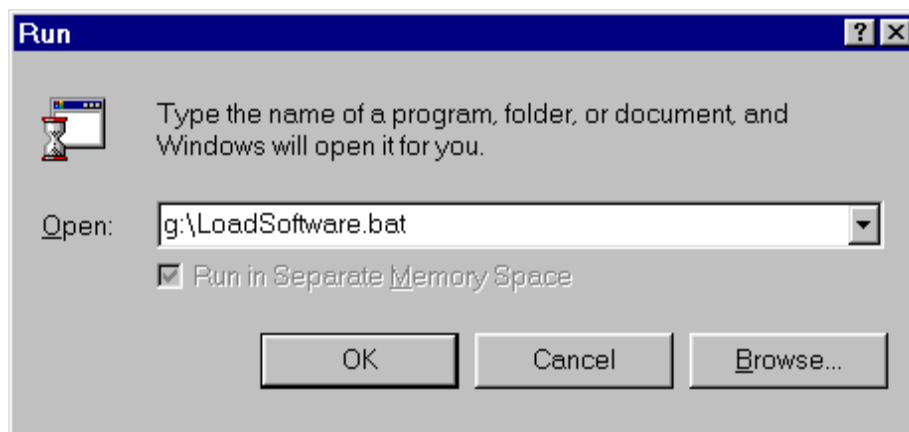 Run
Type the name of a program, folder, or document, and
Windows will open it for you.
Open: g:\LoadSoftware.bat
Run in Separate Memory Space
OK Cancel Browse...